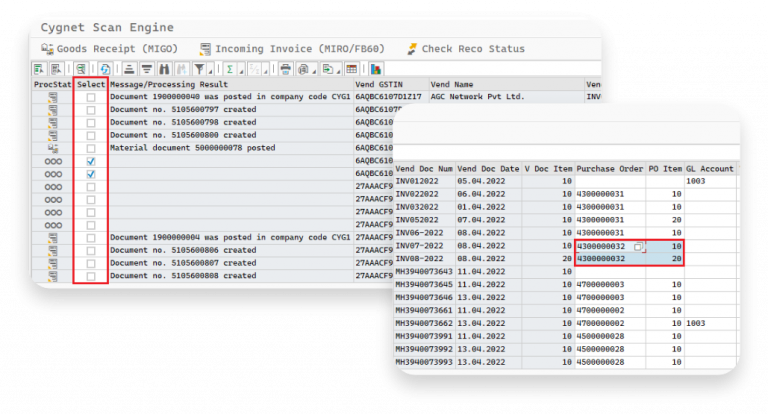 Cygnet Scan Engine
Goods Receipt (MIGO) Incoming Invoice (MIRO/FB60) Check Reco Status
ProcStat Select Message/Processing Result Vend GSTIN Vend Name Ven
Document 1900000040 was posted in company code CYG1 6AQBC6107D1Z17 AGC Network Pvt Ltd. INV
Document no. 5105600797 created 6AQBC6107
Document no. 5105600798 created 6AQBC610
Document no. 5105600800 created 6AQBC610
Material document 5000000078 posted 6AQBC610
6AQBC610
6AQBC610
27AAACF9
27AAACF9
27AAACF9
27AAACF9
Document 1900000004 was posted in company code CYG1 27AAACF9
Document no. 5105600806 created 27AAACF9
Document no. 5105600807 created 27AAACF9
Document no. 5105600808 created 27AAACF9
Vend Doc Num Vend Doc Date V Doc Item Purchase Order PO Item GL Account
INV012022 05.04.2022 10 1003
INV022022 06.04.2022 10 4300000031 10
INV032022 01.04.2022 10 4300000031 10
INV052022 07.04.2022 20 4300000031 20
INV06-2022 08.04.2022 10 4300000031 10
INV07-2022 08.04.2022 10 4300000032 10
INV08-2022 08.04.2022 20 4300000032 20
MH3940073643 11.04.2022 10
MH3940073645 11.04.2022 10 4700000003 10
MH3940073646 13.04.2022 10 4700000003 10
MH3940073661 11.04.2022 10 4700000002 10
MH3940073662 13.04.2022 10 4700000002 10 1003
MH3940073991 11.04.2022 10 4500000028 10
MH3940073992 13.04.2022 10 4500000028 10
MH3940073993 13.04.2022 10 4500000028 10